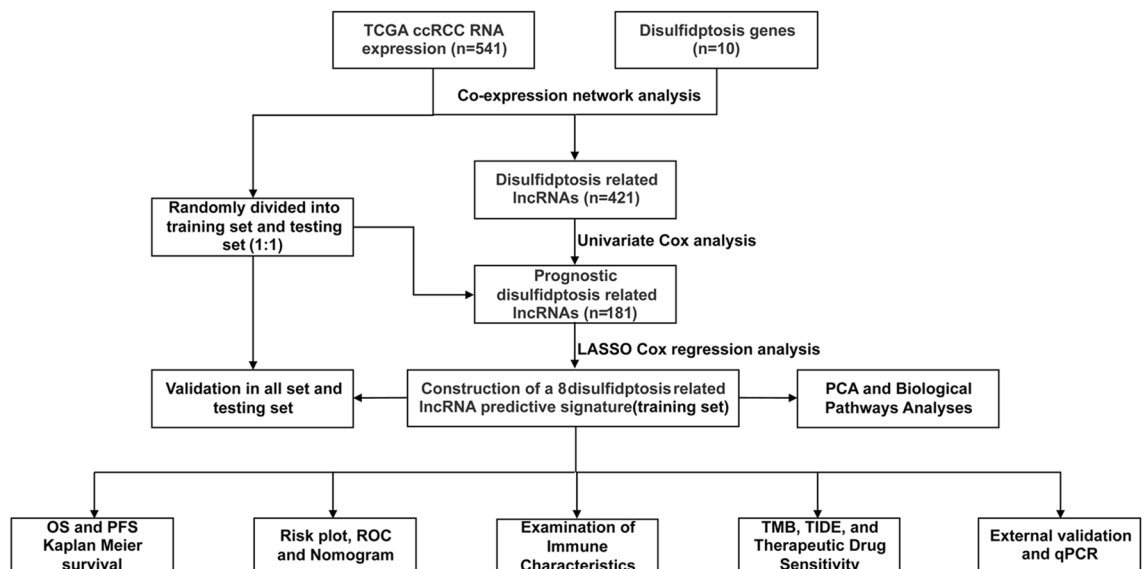 TCGA ccRCC RNA
expression (n=541)
Disulfidptosis genes
(n=10)
Co-expression network analysis
Disulfidptosis related
lncRNAs (n=421)
Randomly divided into
training set and testing
set (1:1)
Univariate Cox analysis
Prognostic
disulfidptosis related
lncRNAs (n=181)
LASSO Cox regression analysis
Validation in all set and
testing set
Construction of a 8disulfidptosis related
lncRNA predictive signature(training set)
PCA and Biological
Pathways Analyses
OS and PFS
Kaplan Meier
survival
Risk plot, ROC
and Nomogram
Examination of
Immune
Characteristics
TMB, TIDE, and
Therapeutic Drug
Sensitivity
External validation
and qPCR